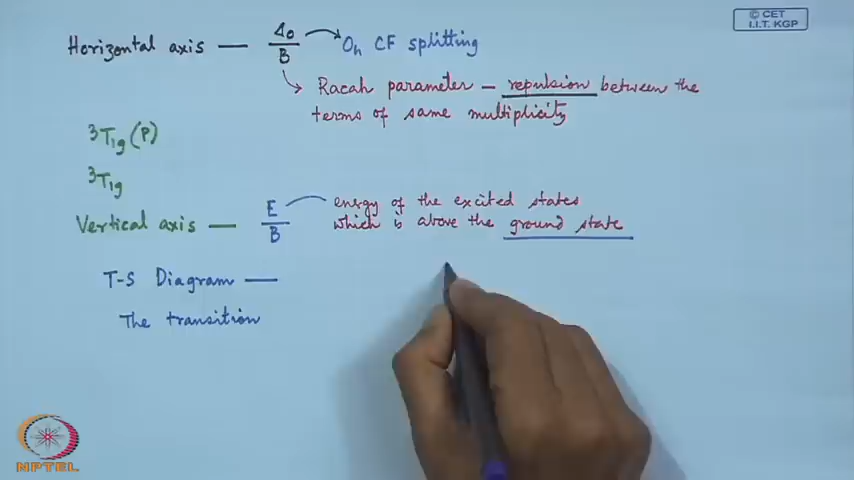 © CET
I.I.T. KGP
Horizontal axis — Δo/B → Oh CF splitting
Racah parameter – repulsion between the
terms of same multiplicity
³T₁g (P)
³T₁g
Vertical axis — E/B energy of the excited states
which is above the ground state
T-S Diagram —
The transition
NPTEL